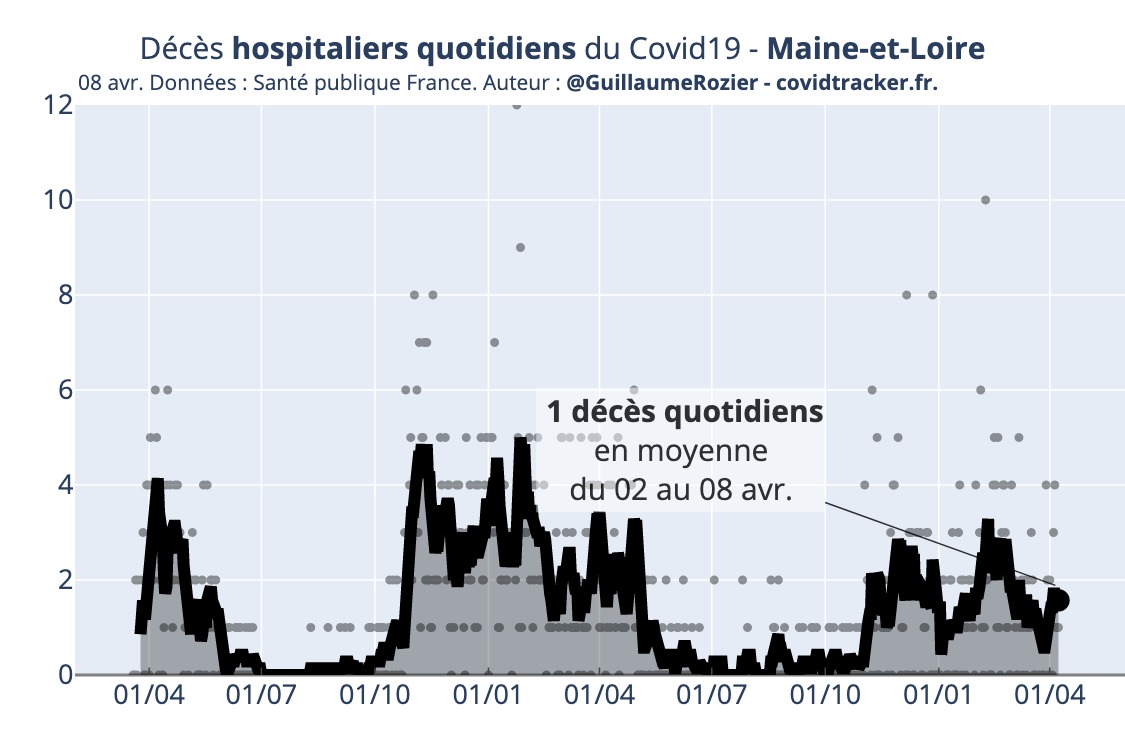 Décès hospitaliers quotidiens du Covid19 - Maine-et-Loire
08 avr. Données : Santé publique France. Auteur : @GuillaumeRozier - covidtracker.fr.
12
10
8
6
4
2
0
1 décès quotidiens
en moyenne
du 02 au 08 avr.
01/04 01/07 01/10 01/01 01/04 01/07 01/10 01/01 01/04